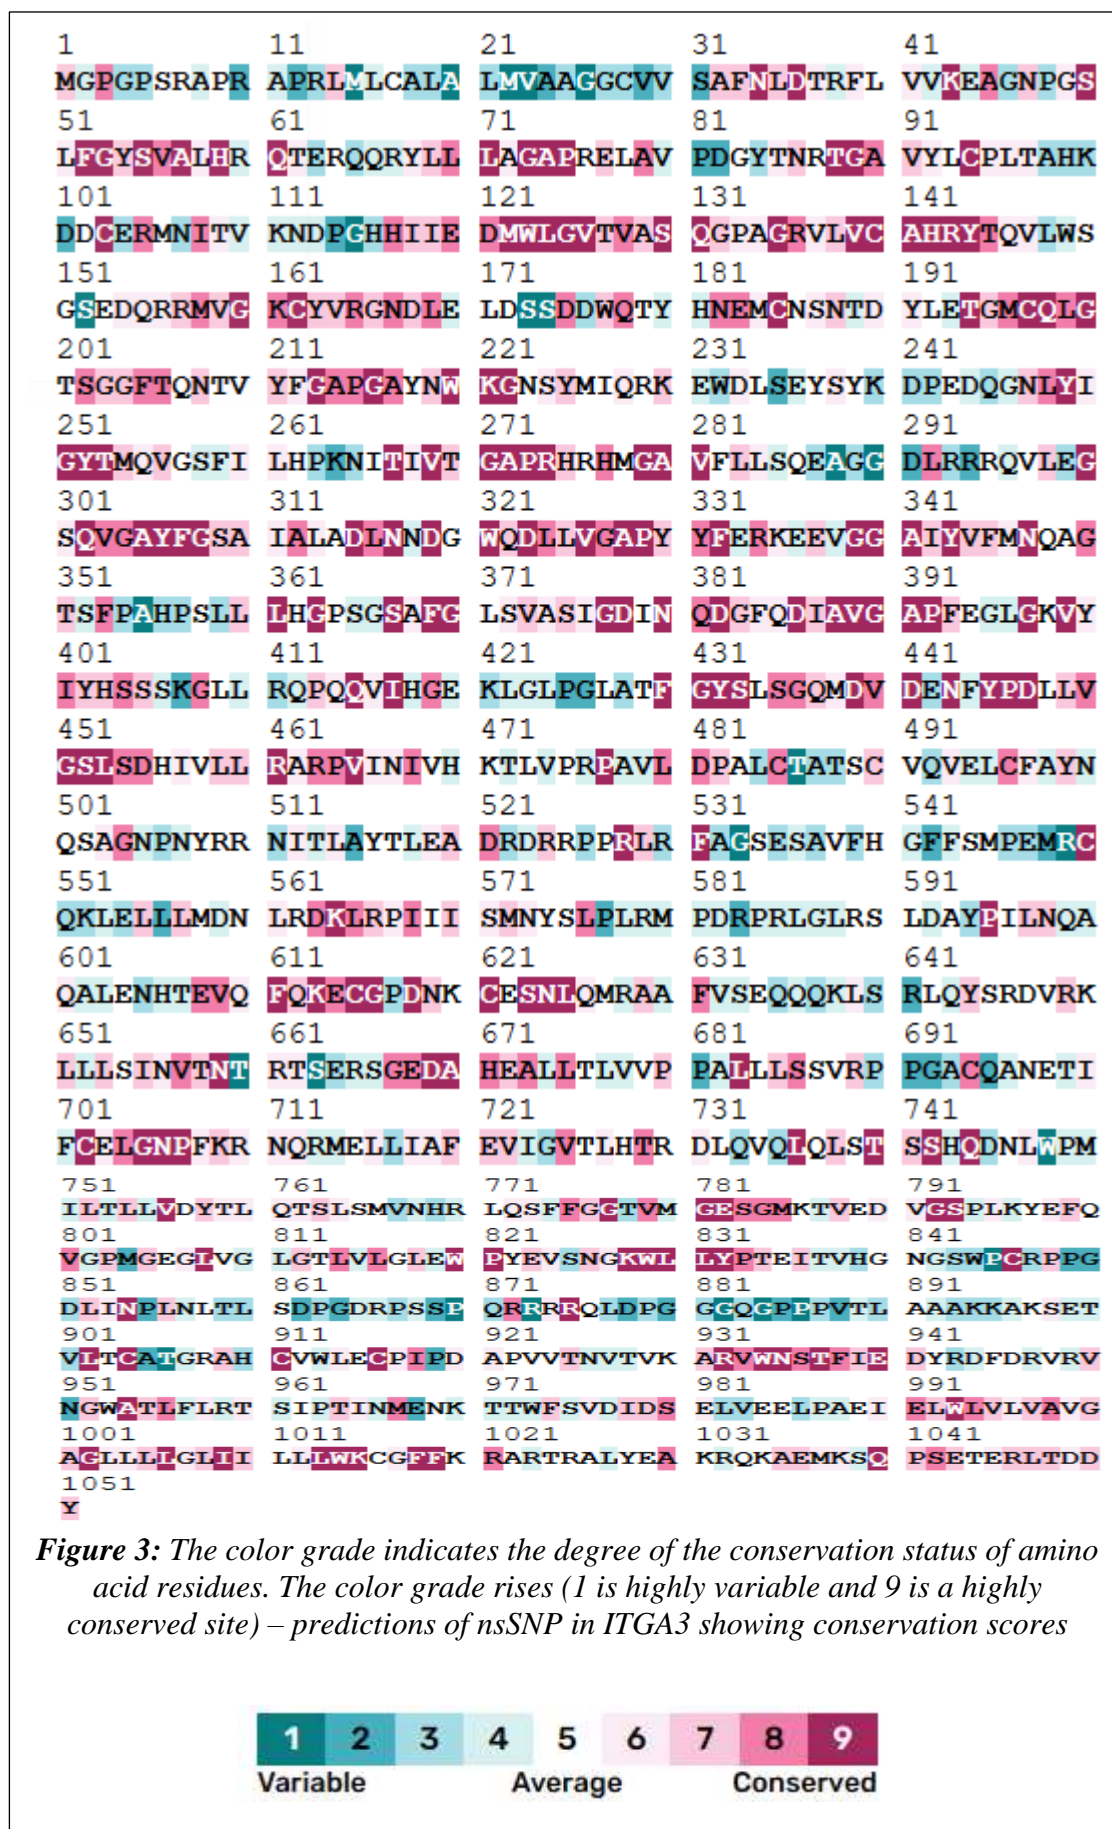 1 11 21 31 41
MGPGPSRAPR APRLMLCALA LMVAAGGCVV SAFNLDTRFL VVKEAGNPGS
51 61 71 81 91
LFGYSVALHR QTERQQRYLL LAGAPRELAV PDGYTNRTGA VYLCPLTAHK
101 111 121 131 141
DDCERMNITV KNDPGHHIIE DMWLGVTVAS QGPAGRVLVC AHRYTQVLWS
151 161 171 181 191
GSEDQRRMVG KCYVRGNDLE LDSSDDWQTY HNEMCNSNTD YLETGMCQLG
201 211 221 231 241
TSGGFTQNTV YFGAPGAYNW KGNSYMIQRK EWDLSEYSYK DPEDQGNLYI
251 261 271 281 291
GYTMQVGSFI LHPKNITIVT GAPRHRHMGA VFLLSQEAGG DLRRRQVLEG
301 311 321 331 341
SQVGAYFGSA IALADLNNDG WQDLLVGAPY YFERKEEVGG AIYVFMNQAG
351 361 371 381 391
TSFPAHPSLL LHGPSGSAFG LSVASIGDIN QDGFQDIAVG APFEGLGKVY
401 411 421 431 441
IYHSSSKGLL RQPQQVIHGE KLGLPGLATF GYSLSGQMDV DENFYPDLLV
451 461 471 481 491
GSLSDHIVLL RARPVINIVH KTLVPRPAVL DPALCTATSC VQVELCFAYN
501 511 521 531 541
QSAGNPNYRR NITLAYTLEA DRDRRPPRLR FAGSESAVFH GFFSMPEMRC
551 561 571 581 591
QKLELLLMDN LRDKLRPIII SMNYSLPLRM PDRPRLGLRS LDAYPILNQA
601 611 621 631 641
QALENHTEVQ FQKECGPDNK CESNLQMRAA FVSEQQQKLS RLQYSRDVRK
651 661 671 681 691
LLLSINVTNT RTSERSGEDA HEALLTLVVP PALLLSSVRP PGACQANETI
701 711 721 731 741
FCELGNPFKR NQRMELLIAF EVIGVTLHTR DLQVQLQLST SSHQDNLWPM
751 761 771 781 791
ILTLLVDYTL QTSLSMVNHR LQSFFGGTVM GESGMKTVED VGSPLKYEFQ
801 811 821 831 841
VGPMGEGLVG LGTLVLGLEW PYEVSNGKWL LYPTEITVHG NGSWPCRPPG
851 861 871 881 891
DLINPLNLTL SDPGDRPSSP QRRRRQLDPG GGQGPPPVTL AAAKKAKSET
901 911 921 931 941
VLTCATGRAH CVWLECPIPD APVVTNVTVK ARVWNSTFIE DYRDFDRVRV
951 961 971 981 991
NGWATLFLRT SIPTINMENK TTWFSVDIDS ELVEELPAEI ELWLVLVAVG
1001 1011 1021 1031 1041
AGLLLLGLII LLLWKCGFFK RARTRALYEA KRQKAEMKSQ PSETERLTDD
1051
Y
Figure 3: The color grade indicates the degree of the conservation status of amino
acid residues. The color grade rises (1 is highly variable and 9 is a highly
conserved site) – predictions of nsSNP in ITGA3 showing conservation scores
1 2 3 4 5 6 7 8 9
Variable Average Conserved